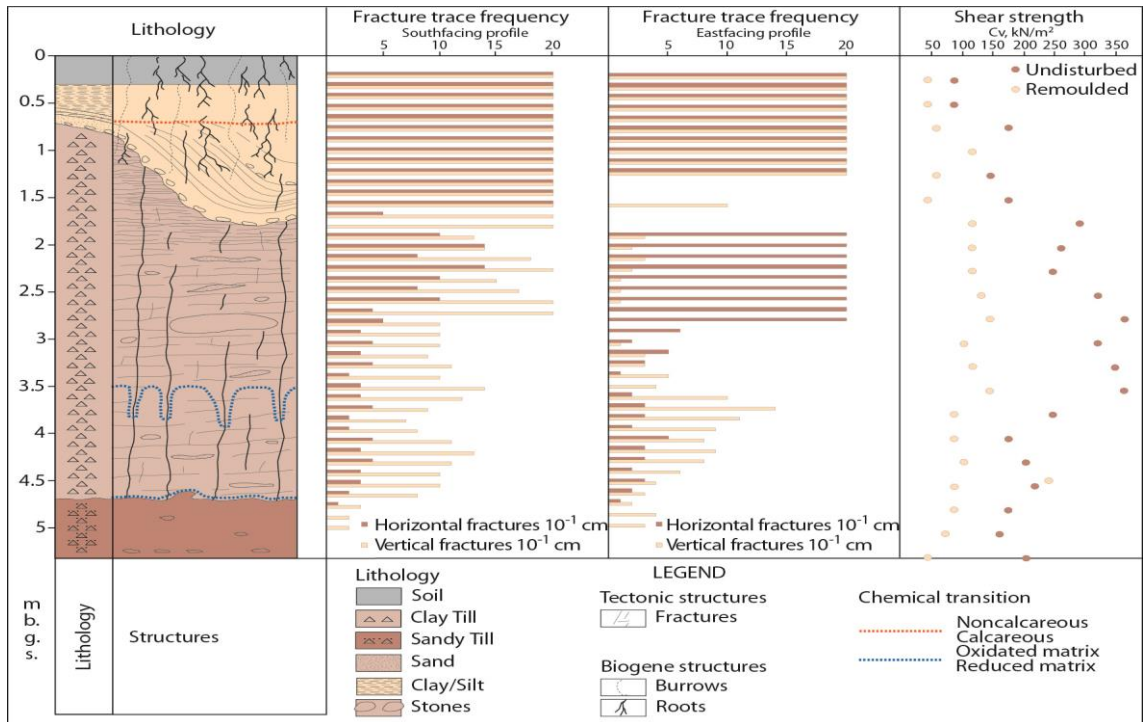 Lithology
Fracture trace frequency
Southfacing profile
5 10 15 20
Fracture trace frequency
Eastfacing profile
5 10 15 20
Shear strength
Cv, kN/m²
50 100 150 200 250 300 350
Undisturbed
Remoulded
0
0.5
1
1.5
2
2.5
3
3.5
4
4.5
5
Horizontal fractures 10⁻¹ cm
Vertical fractures 10⁻¹ cm
Horizontal fractures 10⁻¹ cm
Vertical fractures 10⁻¹ cm
m
b.
g.
s.
Lithology
Structures
Lithology
Soil
Clay Till
Sandy Till
Sand
Clay/Silt
Stones
LEGEND
Tectonic structures
Fractures
Biogene structures
Burrows
Roots
Chemical transition
Noncalcareous
Calcareous
Oxidated matrix
Reduced matrix